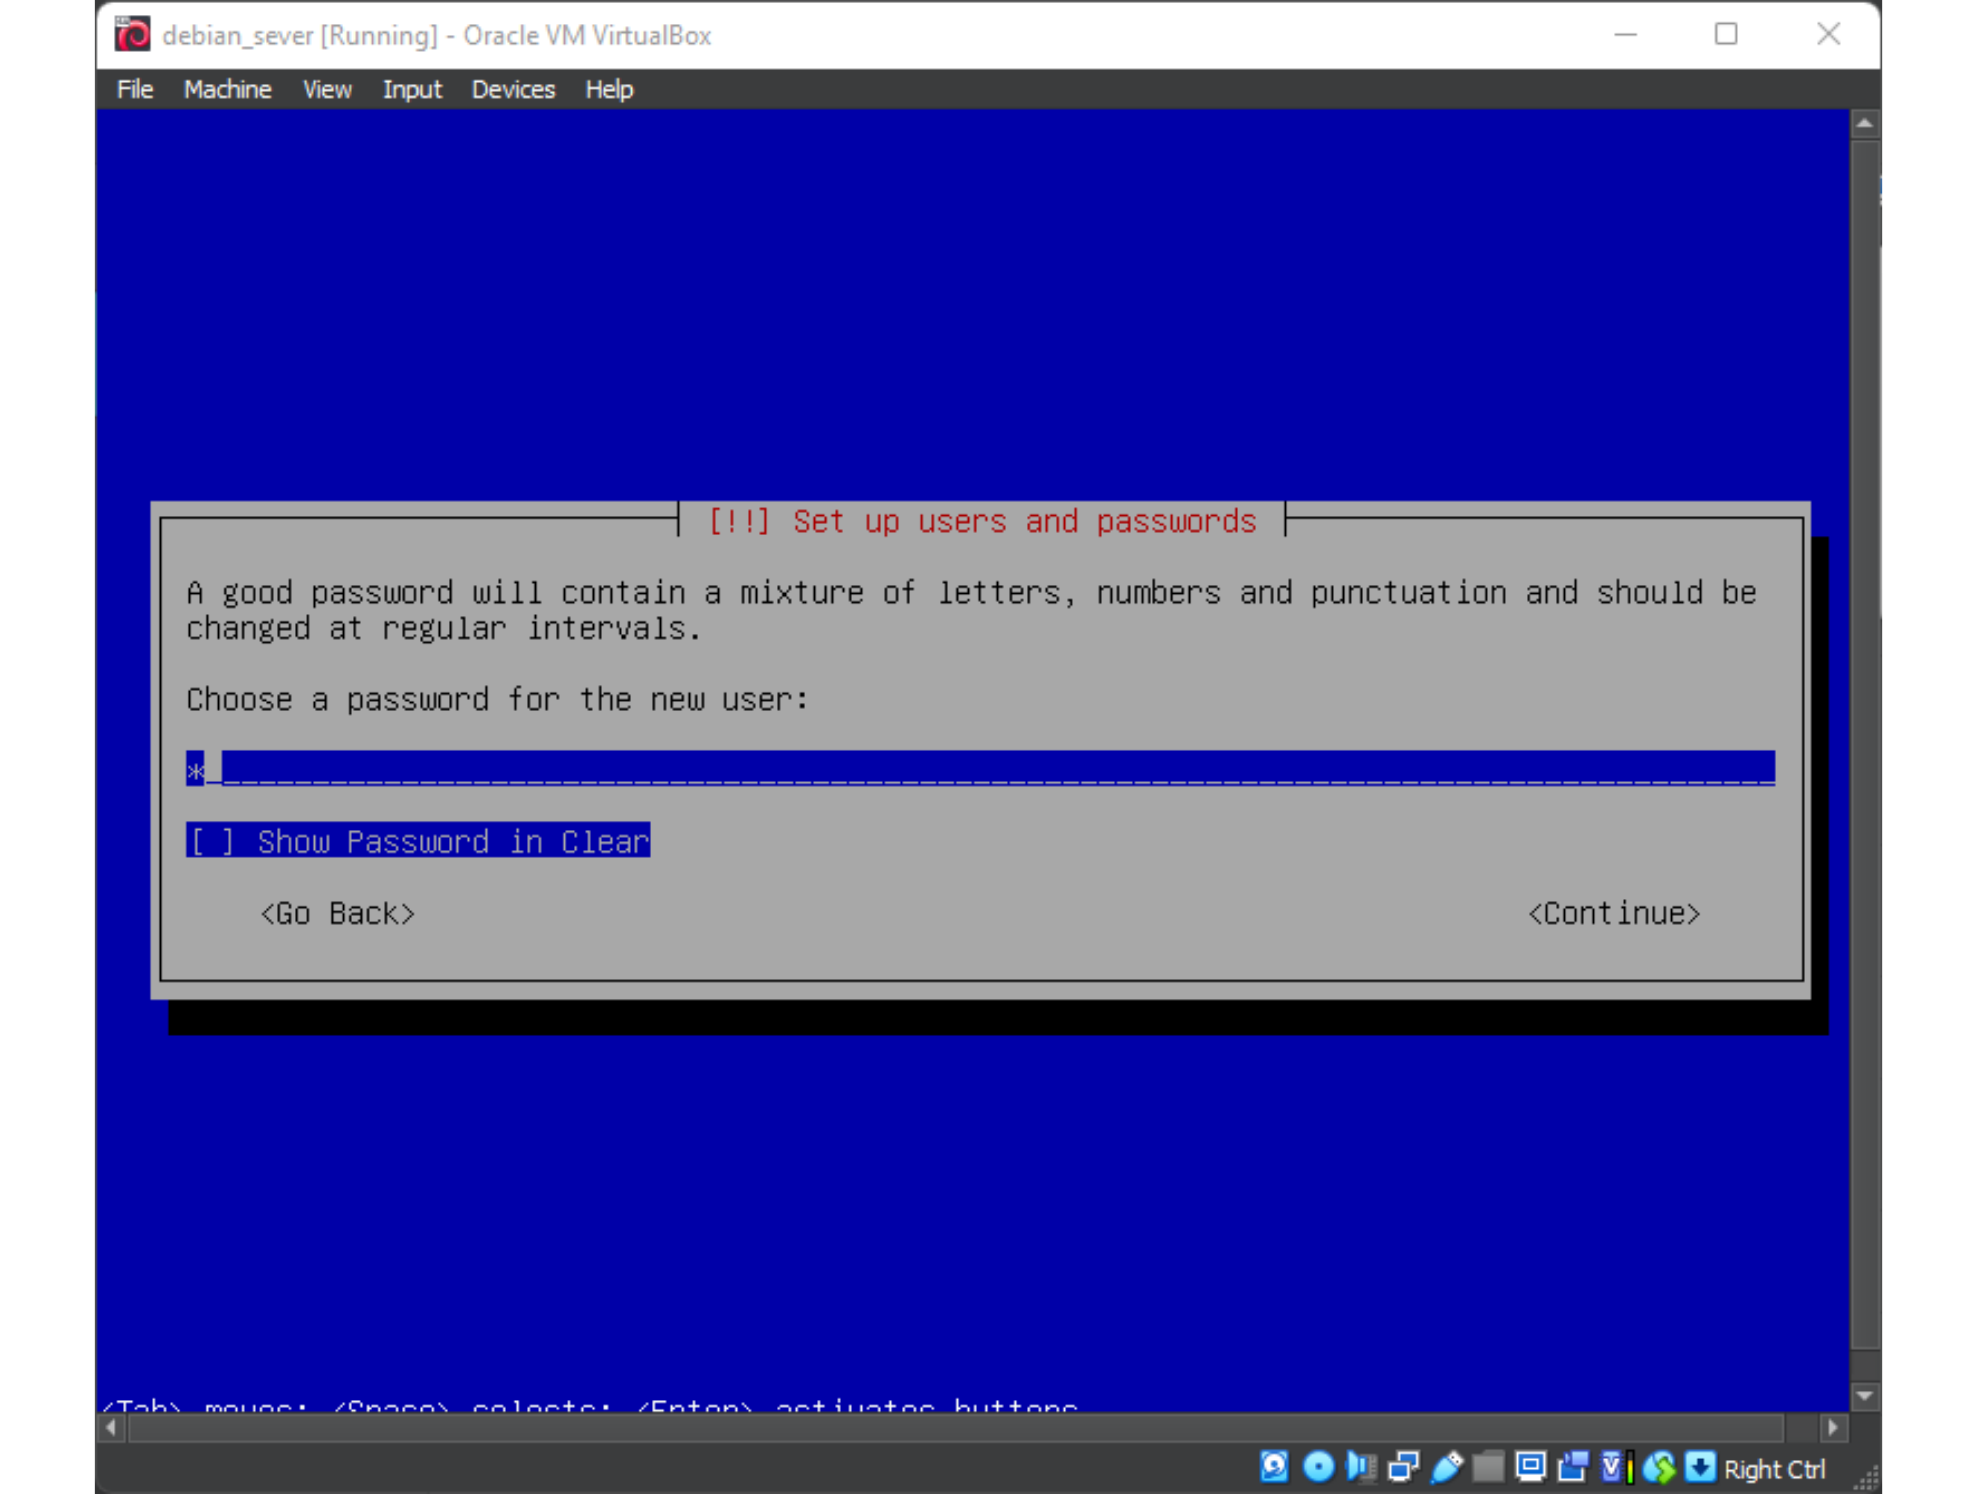 debian_sever [Running] - Oracle VM VirtualBox
File Machine View Input Devices Help
[!!] Set up users and passwords
A good password will contain a mixture of letters, numbers and punctuation and should be
changed at regular intervals.
Choose a password for the new user:
*
[ ] Show Password in Clear
<Go Back> <Continue>
<Tab> moves; <Space> selects; <Enter> activates buttons
Right Ctrl